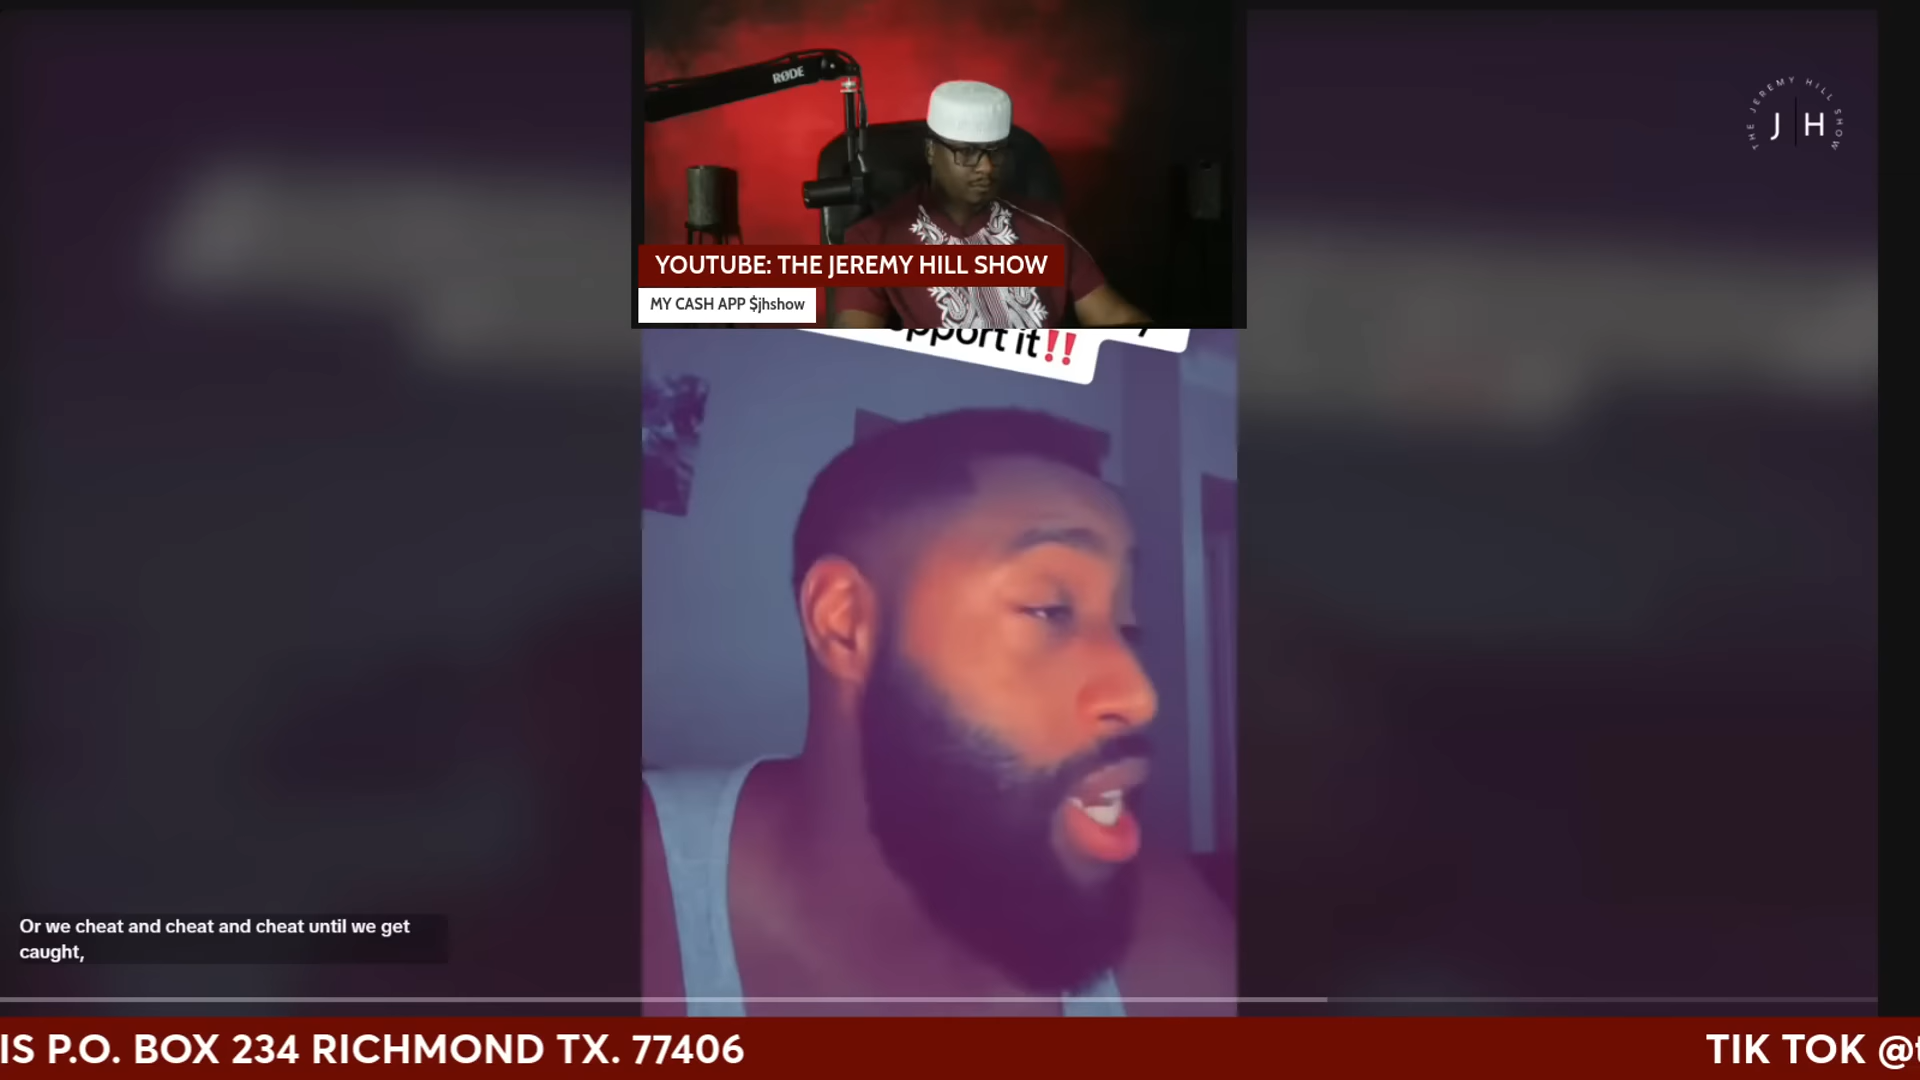 RØDE
THE JEREMY HILL SHOW
J H
YOUTUBE: THE JEREMY HILL SHOW
MY CASH APP $jhshow
it‼️
Or we cheat and cheat and cheat until we get
caught,
IS P.O. BOX 234 RICHMOND TX. 77406
TIK TOK